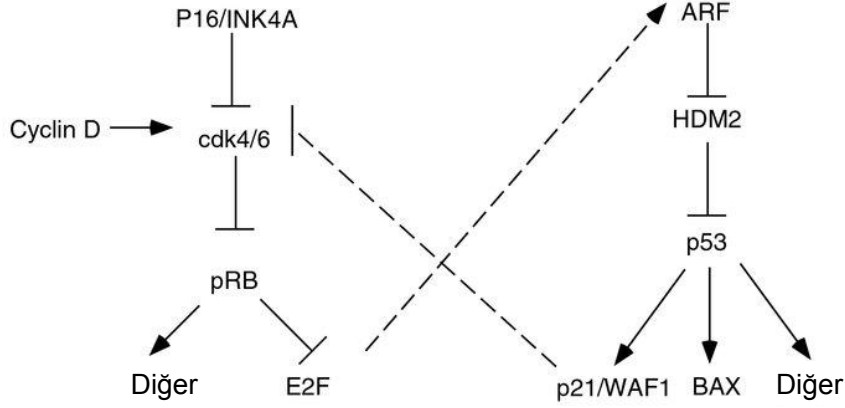 P16/INK4A
ARF
Cyclin D
cdk4/6
HDM2
pRB
p53
Diğer
E2F
p21/WAF1
BAX
Diğer